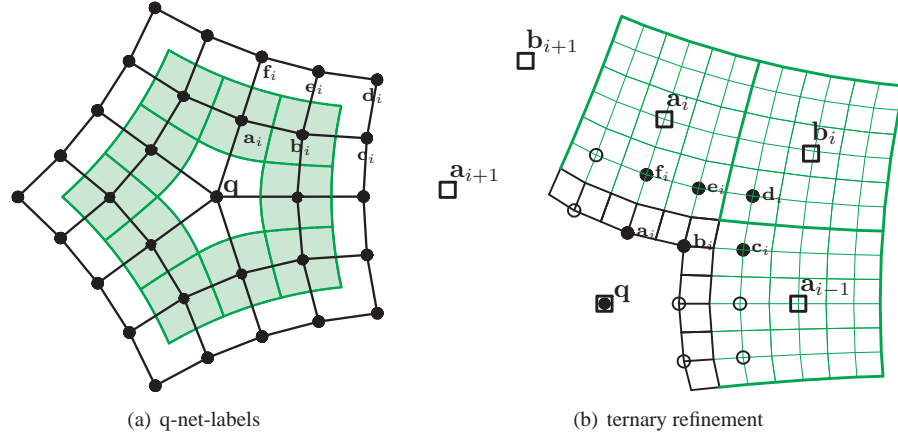 f_i
e_i
d_i
a_i
b_i
c_i
q
(a) q-net-labels
b_{i+1}
a_i
b_i
a_{i+1}
f_i
e_i
d_i
a_i
b_i
c_i
q
a_{i−1}
(b) ternary refinement